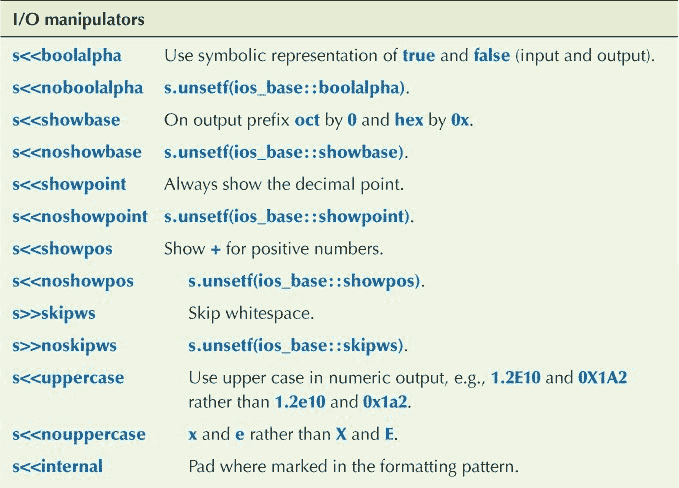 I/O manipulators
s<<boolalpha Use symbolic representation of true and false (input and output).
s<<noboolalpha s.unsetf(ios_base::boolalpha).
s<<showbase On output prefix oct by 0 and hex by 0x.
s<<noshowbase s.unsetf(ios_base::showbase).
s<<showpoint Always show the decimal point.
s<<noshowpoint s.unsetf(ios_base::showpoint).
s<<showpos Show + for positive numbers.
s<<noshowpos s.unsetf(ios_base::showpos).
s>>skipws Skip whitespace.
s>>noskipws s.unsetf(ios_base::skipws).
s<<uppercase Use upper case in numeric output, e.g., 1.2E10 and 0X1A2
rather than 1.2e10 and 0x1a2.
s<<nouppercase x and e rather than X and E.
s<<internal Pad where marked in the formatting pattern.